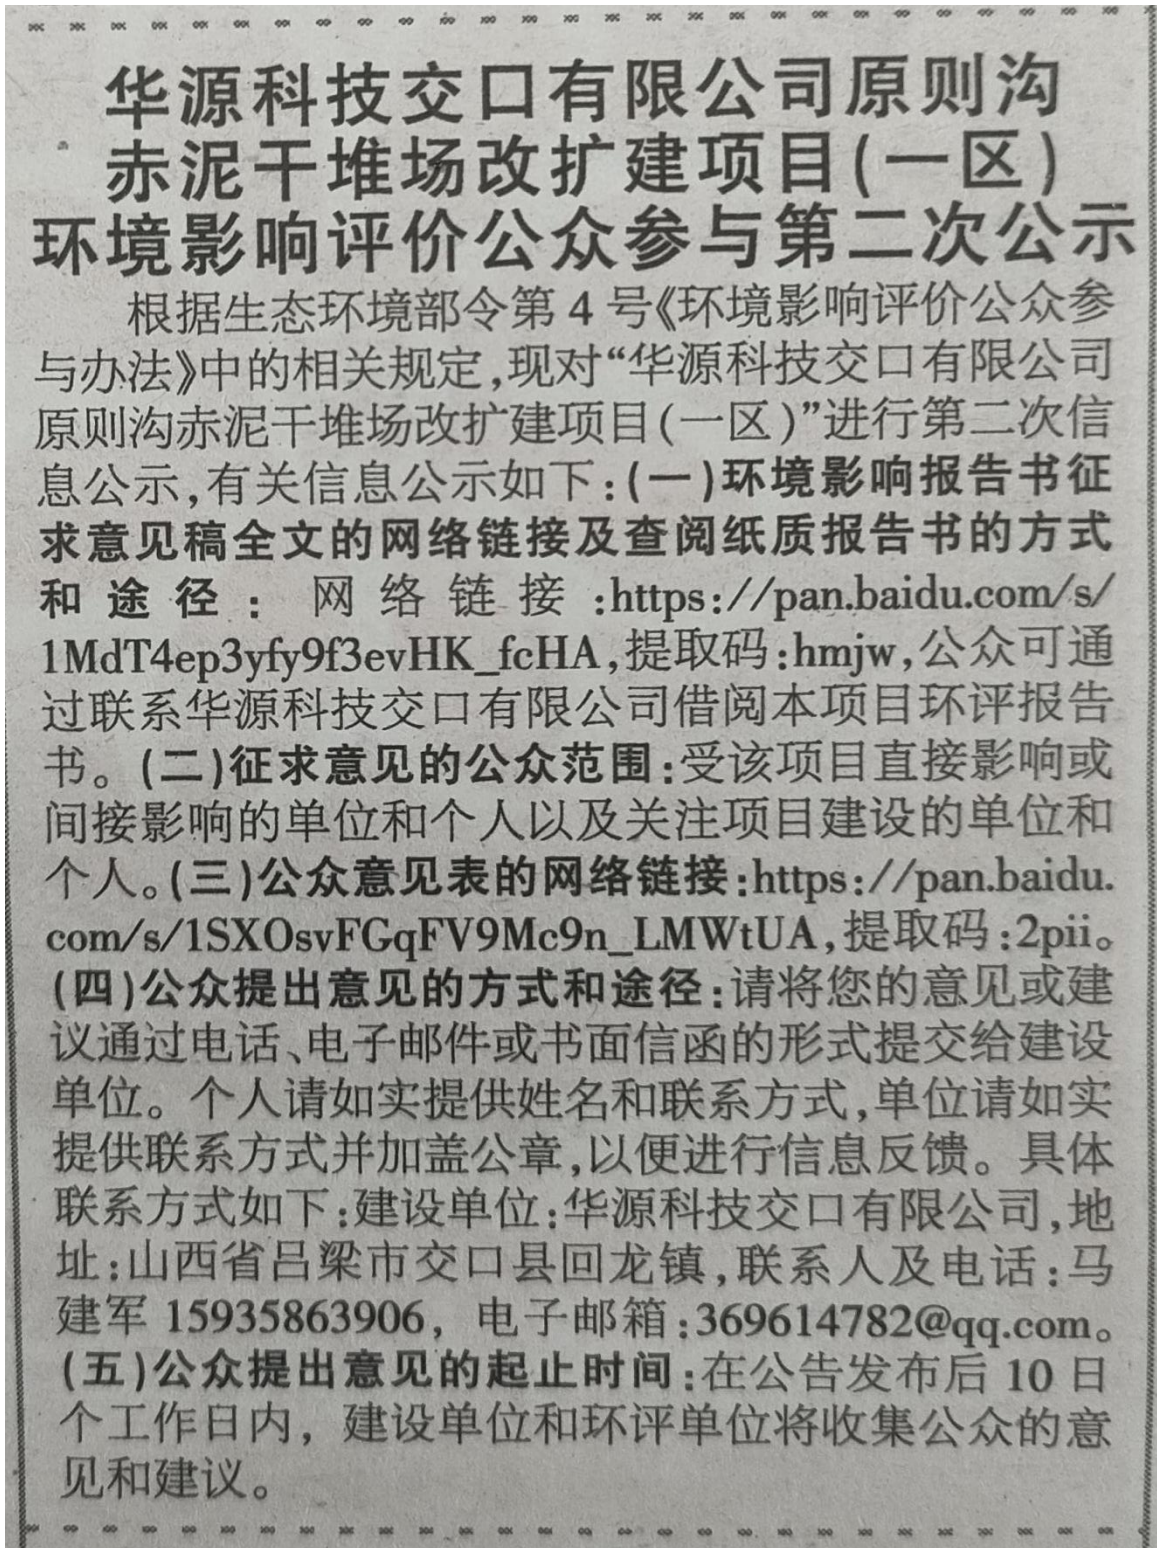 华源科技交口有限公司原则沟
赤泥干堆场改扩建项目(一区)
环境影响评价公众参与第二次公示
根据生态环境部令第4号《环境影响评价公众参
与办法》中的相关规定,现对“华源科技交口有限公司
原则沟赤泥干堆场改扩建项目(一区)”进行第二次信
息公示,有关信息公示如下:(一)环境影响报告书征
求意见稿全文的网络链接及查阅纸质报告书的方式
和途径:网络链接:https://pan.baidu.com/s/
1MdT4ep3yfy9f3evHK_fcHA,提取码:hmjw,公众可通
过联系华源科技交口有限公司借阅本项目环评报告
书。(二)征求意见的公众范围:受该项目直接影响或
间接影响的单位和个人以及关注项目建设的单位和
个人。(三)公众意见表的网络链接:https://pan.baidu.
com/s/1SXOsvFGqFV9Mc9n_LMWtUA,提取码:2pii。
(四)公众提出意见的方式和途径:请将您的意见或建
议通过电话、电子邮件或书面信函的形式提交给建设
单位。个人请如实提供姓名和联系方式,单位请如实
提供联系方式并加盖公章,以便进行信息反馈。具体
联系方式如下:建设单位:华源科技交口有限公司,地
址:山西省吕梁市交口县回龙镇,联系人及电话:马
建军 15935863906, 电子邮箱:369614782@qq.com。
(五)公众提出意见的起止时间:在公告发布后10日
个工作日内, 建设单位和环评单位将收集公众的意
见和建议。